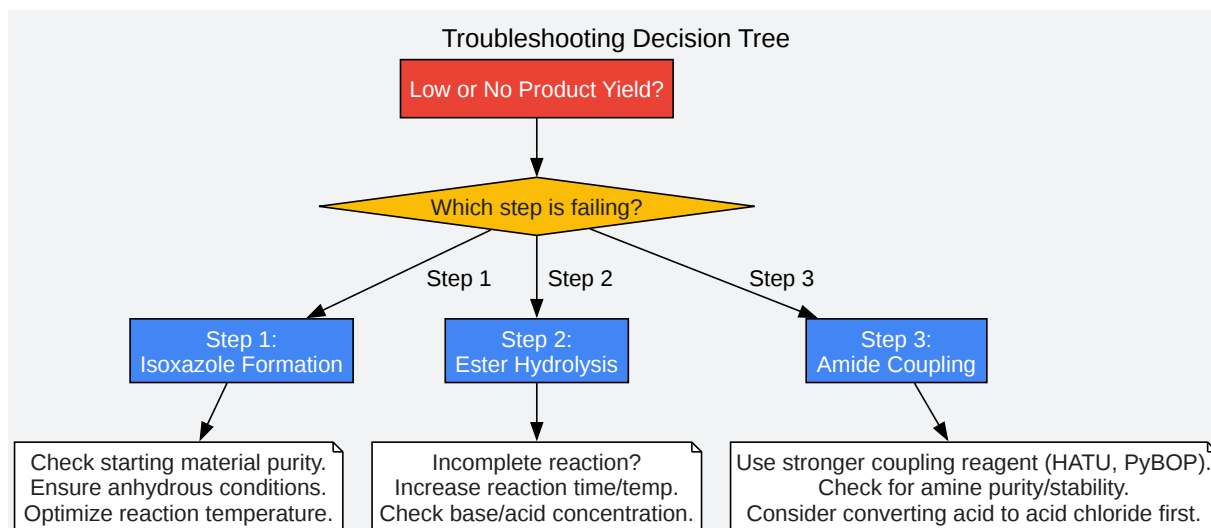 Troubleshooting Decision Tree
Low or No Product Yield?
Which step is failing?
Step 1
Step 2
Step 3
Step 1:
Isoxazole Formation
Step 2:
Ester Hydrolysis
Step 3:
Amide Coupling
Check starting material purity.
Ensure anhydrous conditions.
Optimize reaction temperature.
Incomplete reaction?
Increase reaction time/temp.
Check base/acid concentration.
Use stronger coupling reagent (HATU, PyBOP).
Check for amine purity/stability.
Consider converting acid to acid chloride first.